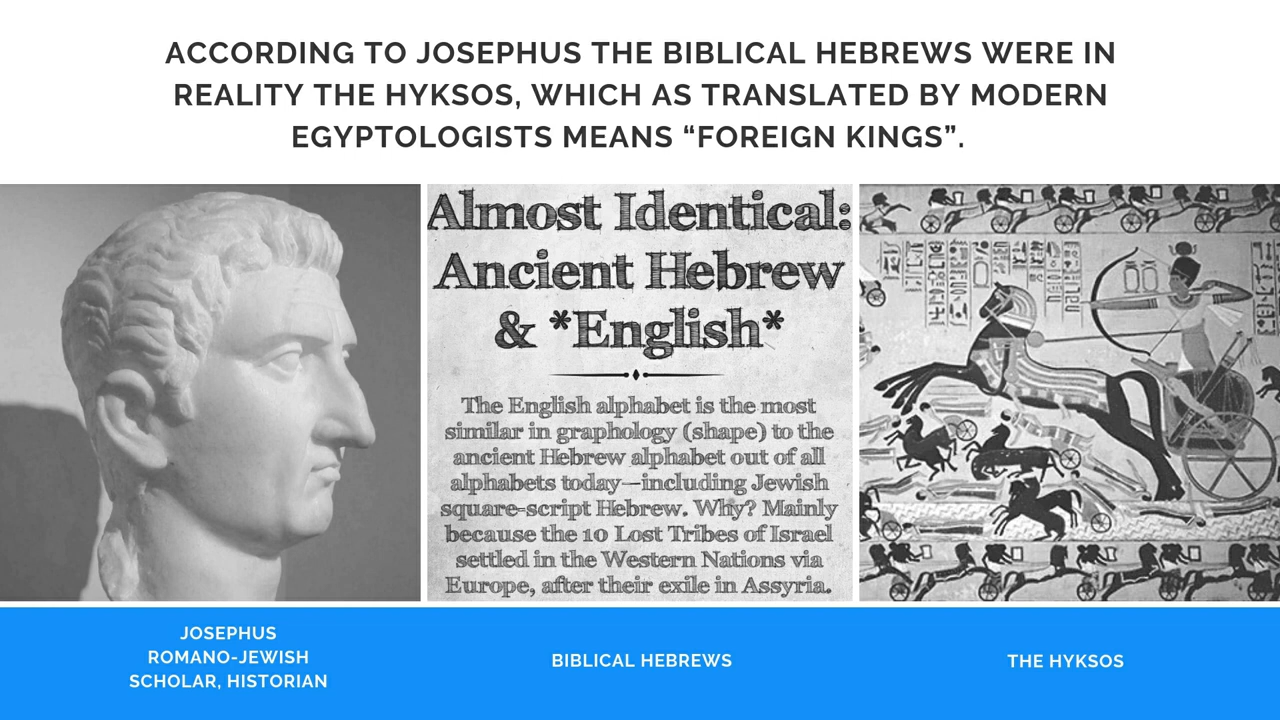 ACCORDING TO JOSEPHUS THE BIBLICAL HEBREWS WERE IN
REALITY THE HYKSOS, WHICH AS TRANSLATED BY MODERN
EGYPTOLOGISTS MEANS “FOREIGN KINGS”.
Almost Identical:
Ancient Hebrew
& *English*
The English alphabet is the most
similar in graphology (shape) to the
ancient Hebrew alphabet out of all
alphabets today—including Jewish
square-script Hebrew. Why? Mainly
because the 10 Lost Tribes of Israel
settled in the Western Nations via
Europe, after their exile in Assyria.
JOSEPHUS
ROMANO-JEWISH
SCHOLAR, HISTORIAN
BIBLICAL HEBREWS
THE HYKSOS